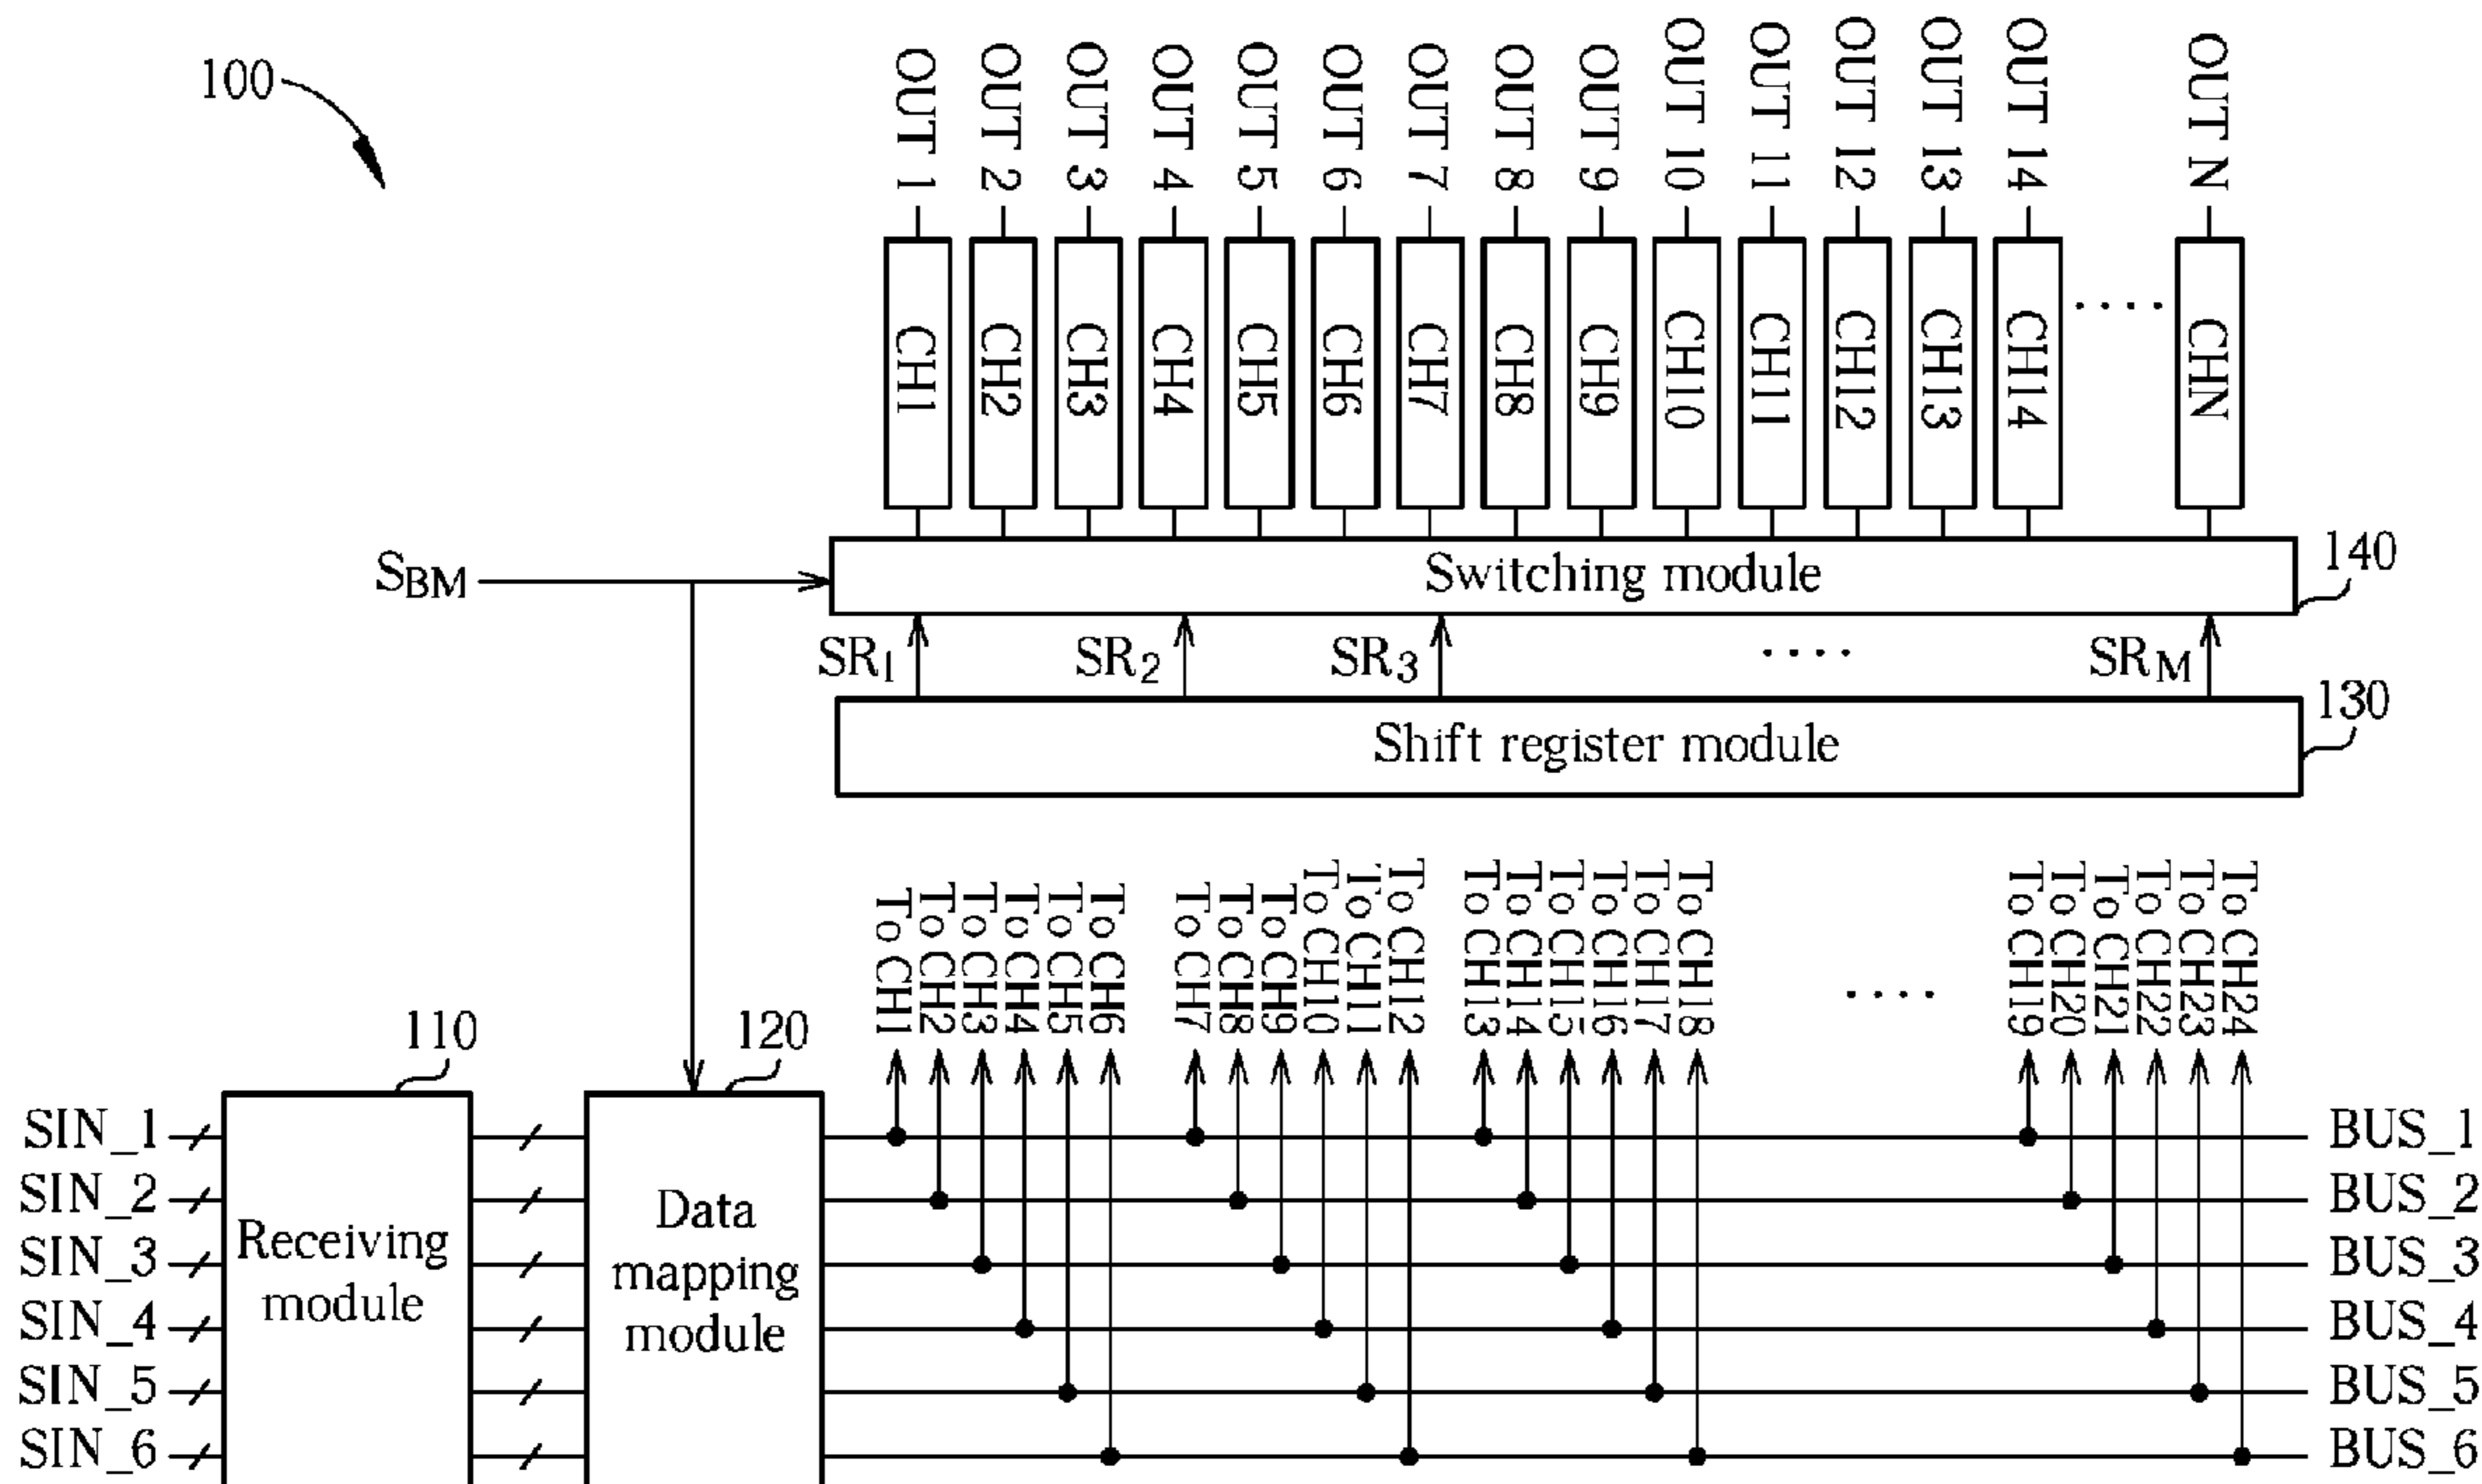 100
OUT 1
OUT 2
OUT 3
OUT 4
OUT 5
OUT 6
OUT 7
OUT 8
OUT 9
OUT 10
OUT 11
OUT 12
OUT 13
OUT 14
OUT N
CH1
CH2
CH3
CH4
CH5
CH6
CH7
CH8
CH9
CH10
CH11
CH12
CH13
CH14
....
CHN
SBM
Switching module
140
SR1
SR2
SR3
....
SRM
Shift register module
130
To CH1
To CH2
To CH3
To CH4
To CH5
To CH6
To CH7
To CH8
To CH9
To CH10
To CH11
To CH12
To CH13
To CH14
To CH15
To CH16
To CH17
To CH18
....
To CH19
To CH20
To CH21
To CH22
To CH23
To CH24
110
120
SIN_1
SIN_2
SIN_3
SIN_4
SIN_5
SIN_6
Receiving
module
Data
mapping
module
BUS_1
BUS_2
BUS_3
BUS_4
BUS_5
BUS_6